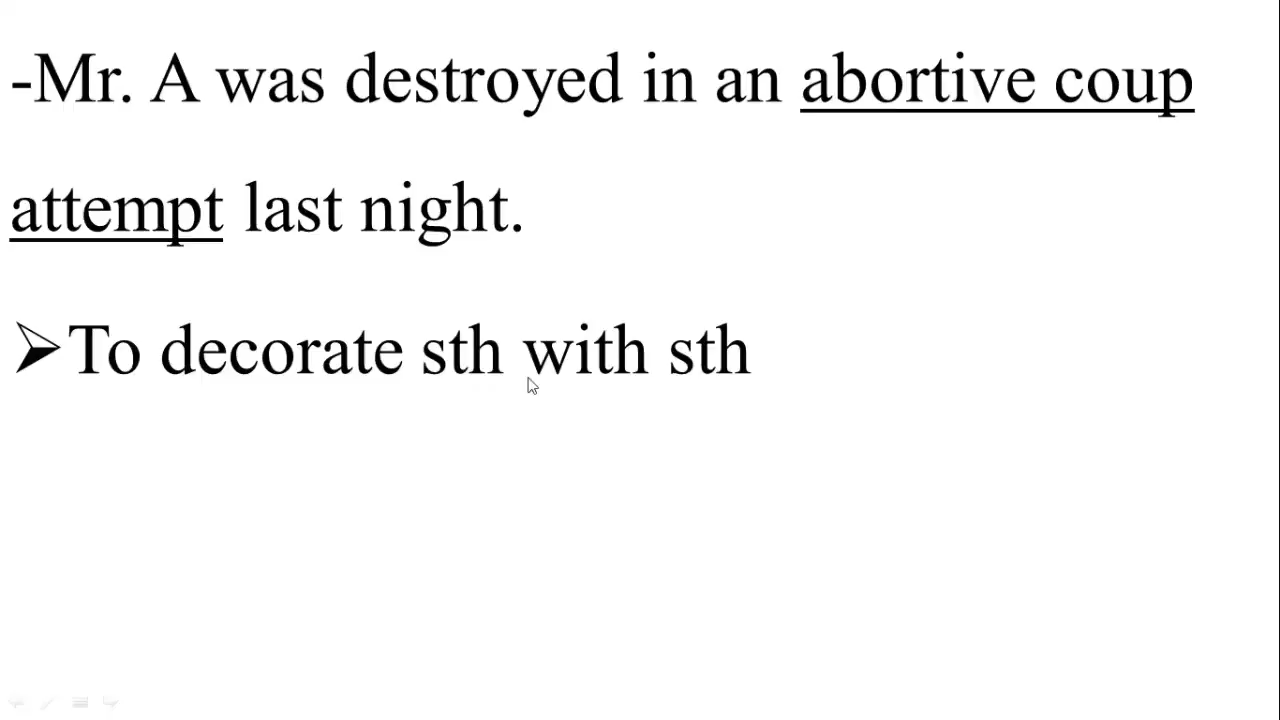 -Mr. A was destroyed in an abortive coup
attempt last night.
➢To decorate sth with sth